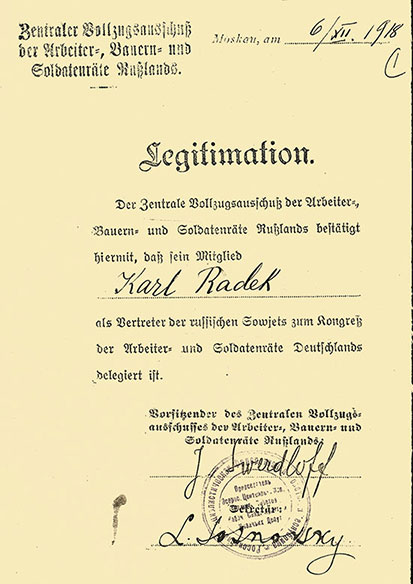 Zentraler Vollzugsausschuß
der Arbeiter-, Bauern- und
Soldatenräte Rußlands.
Moskau, am 6/XII. 1918
Legitimation.
Der Zentrale Vollzugsausschuß der Arbeiter-,
Bauern- und Soldatenräte Rußlands bestätigt
hiermit, daß sein Mitglied
Karl Radek
als Vertreter der russischen Sowjets zum Kongreß
der Arbeiter- und Soldatenräte Deutschlands
delegiert ist.
Vorsitzender des Zentralen Vollzugs-
ausschusses der Arbeiter-, Bauern- und
Soldatenräte Rußlands:
J. Swerdloff
Председатель
Sekretär:
L. Sosnowsky.